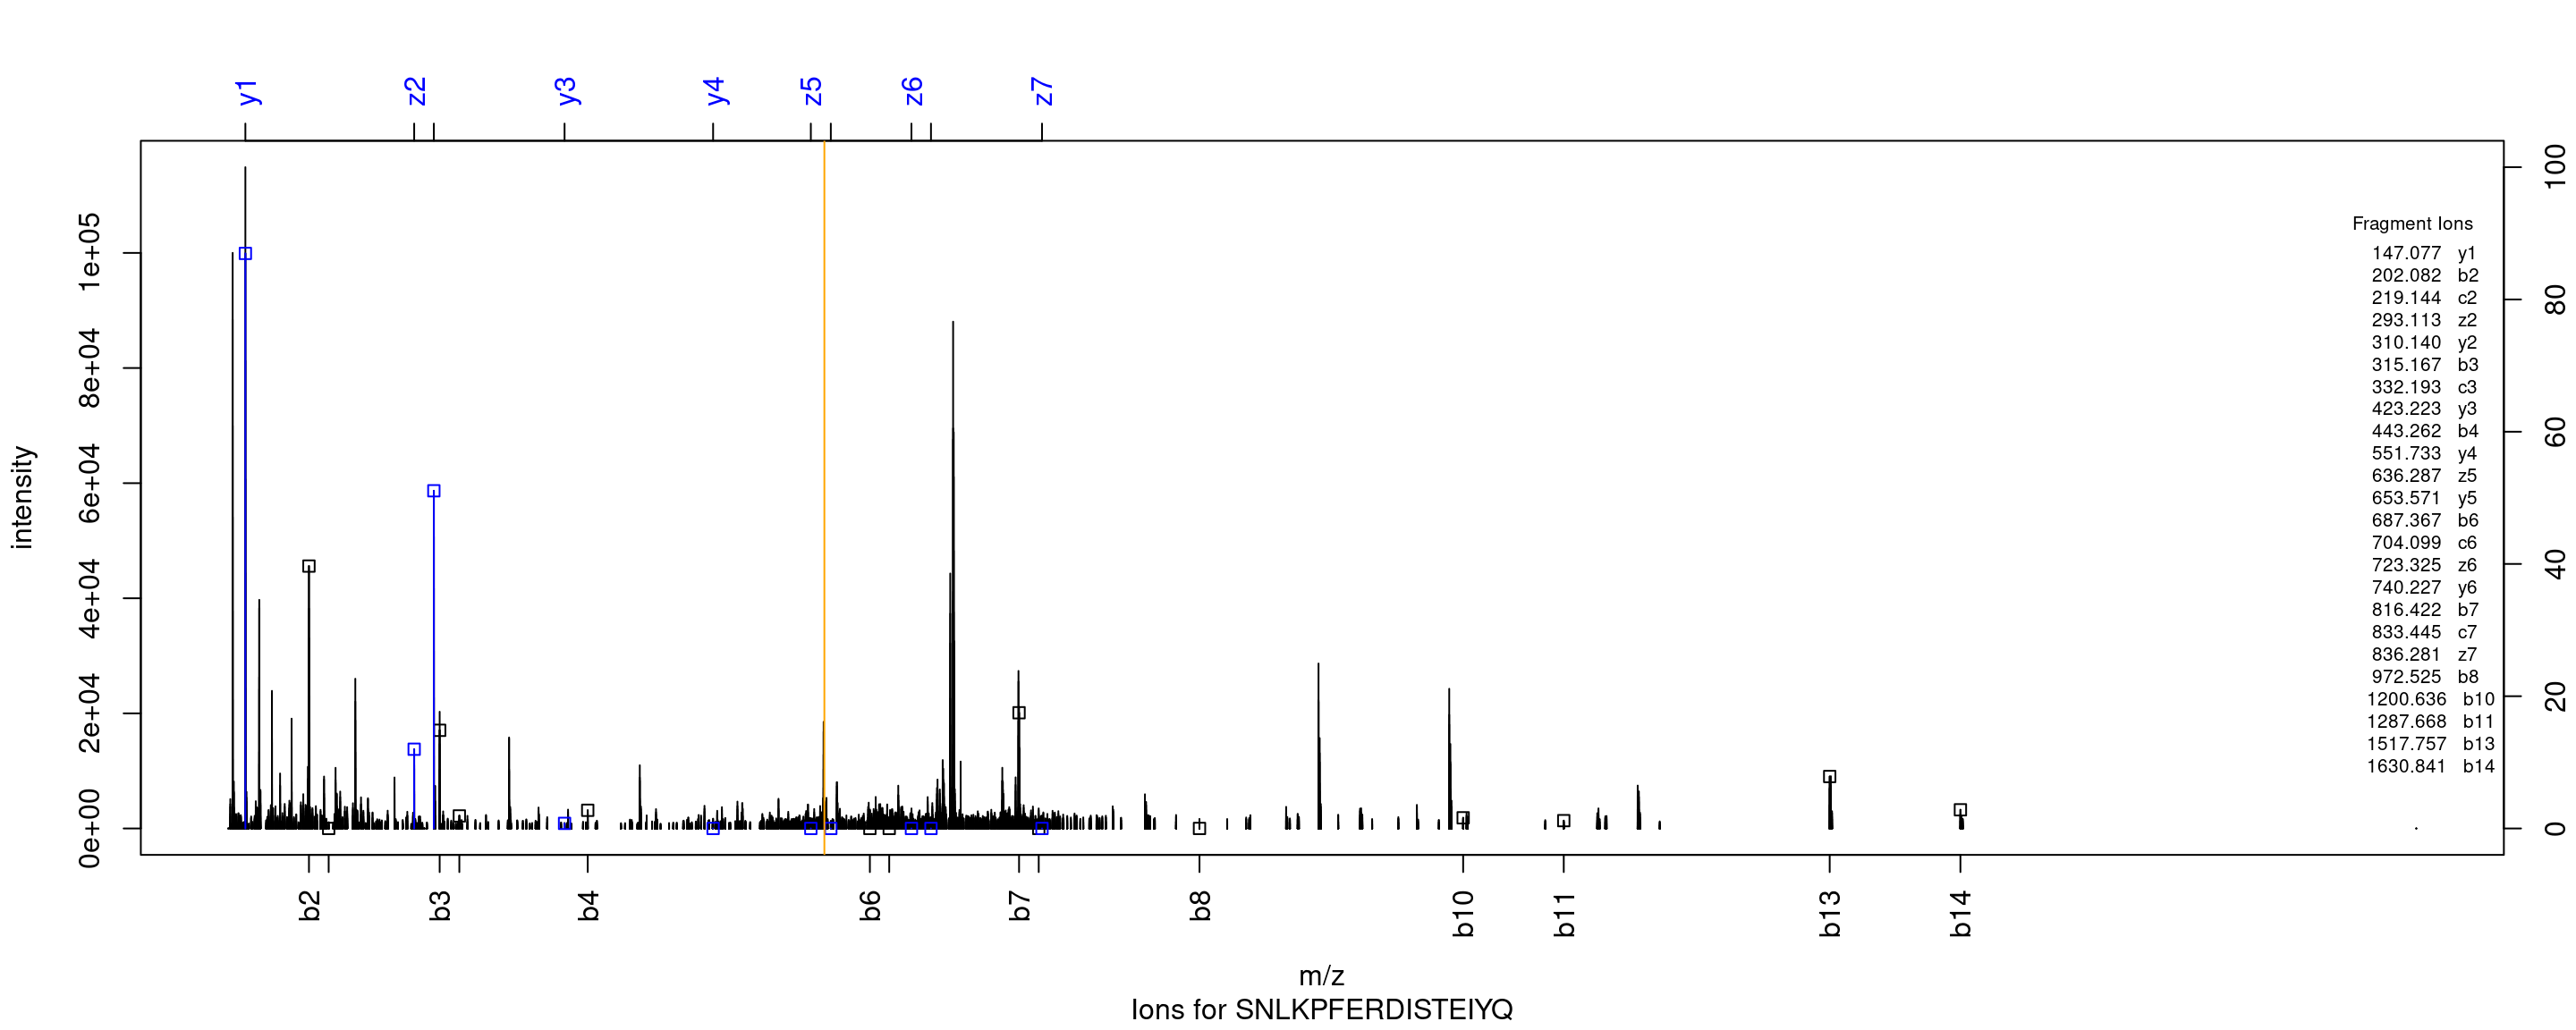 y1 z2 y3 y4 z5 z6 z7
intensity
0e+00 2e+04 4e+04 6e+04 8e+04 1e+05
0 20 40 60 80 100
Fragment Ions
147.077 y1
202.082 b2
219.144 c2
293.113 z2
310.140 y2
315.167 b3
332.193 c3
423.223 y3
443.262 b4
551.733 y4
636.287 z5
653.571 y5
687.367 b6
704.099 c6
723.325 z6
740.227 y6
816.422 b7
833.445 c7
836.281 z7
972.525 b8
1200.636 b10
1287.668 b11
1517.757 b13
1630.841 b14
b2 b3 b4 b6 b7 b8 b10 b11 b13 b14
m/z
Ions for SNLKPFERDISTEIYQ